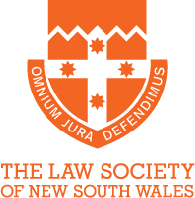 OMNIUM JURA DEFENDIMUS
THE LAW SOCIETY
OF NEW SOUTH WALES